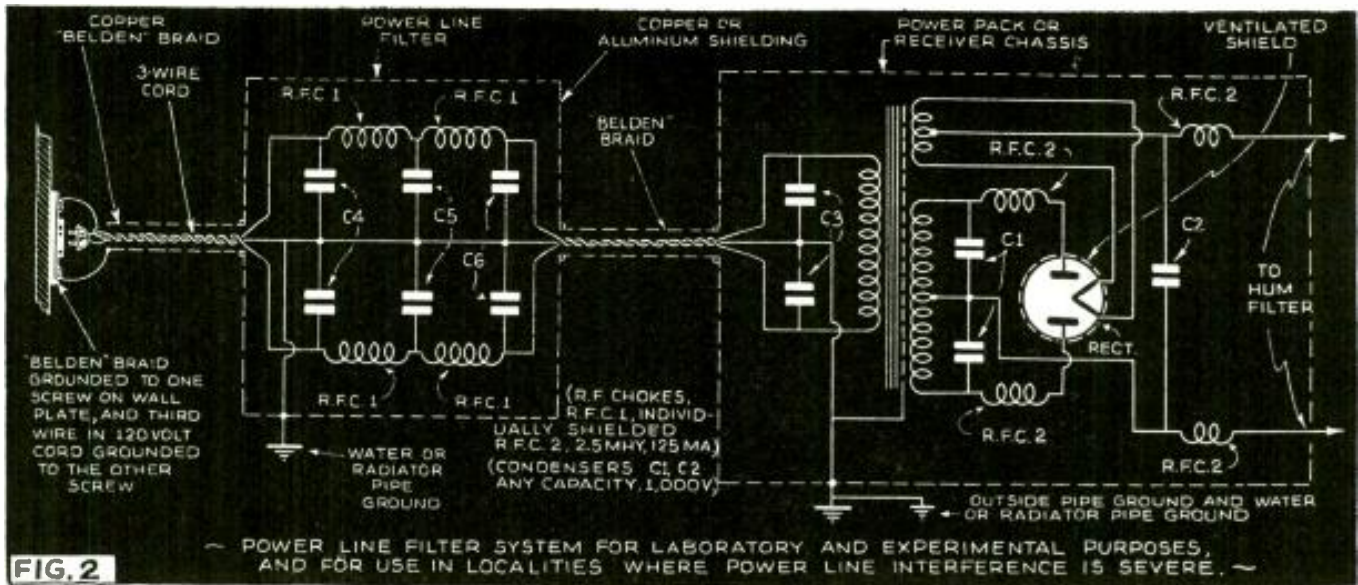 COPPER
"BELDEN" BRAID
3-WIRE
CORD
POWER LINE
FILTER
COPPER OR
ALUMINUM SHIELDING
POWER PACK OR
RECEIVER CHASSIS
VENTILATED
SHIELD
R.F.C. 1
R.F.C. 1
"BELDEN"
BRAID
R.F.C. 2
R.F.C. 2
C4
C5
C6
C3
C1
C2
TO
HUM
FILTER
RECT.
"BELDEN" BRAID
GROUNDED TO ONE
SCREW ON WALL
PLATE, AND THIRD
WIRE IN 120 VOLT
CORD GROUNDED
TO THE OTHER
SCREW
R.F.C. 1
R.F.C. 1
WATER OR
RADIATOR
PIPE
GROUND
(R.F. CHOKES,
R.F.C. 1, INDIVID-
UALLY SHIELDED
R.F.C. 2, 2.5 MHY, 125 MA)
(CONDENSERS C1, C2,
ANY CAPACITY, 1,000V)
R.F.C. 2
R.F.C. 2
OUTSIDE PIPE GROUND AND WATER
OR RADIATOR PIPE GROUND
~ POWER LINE FILTER SYSTEM FOR LABORATORY AND EXPERIMENTAL PURPOSES,
AND FOR USE IN LOCALITIES WHERE POWER LINE INTERFERENCE IS SEVERE. ~
FIG. 2